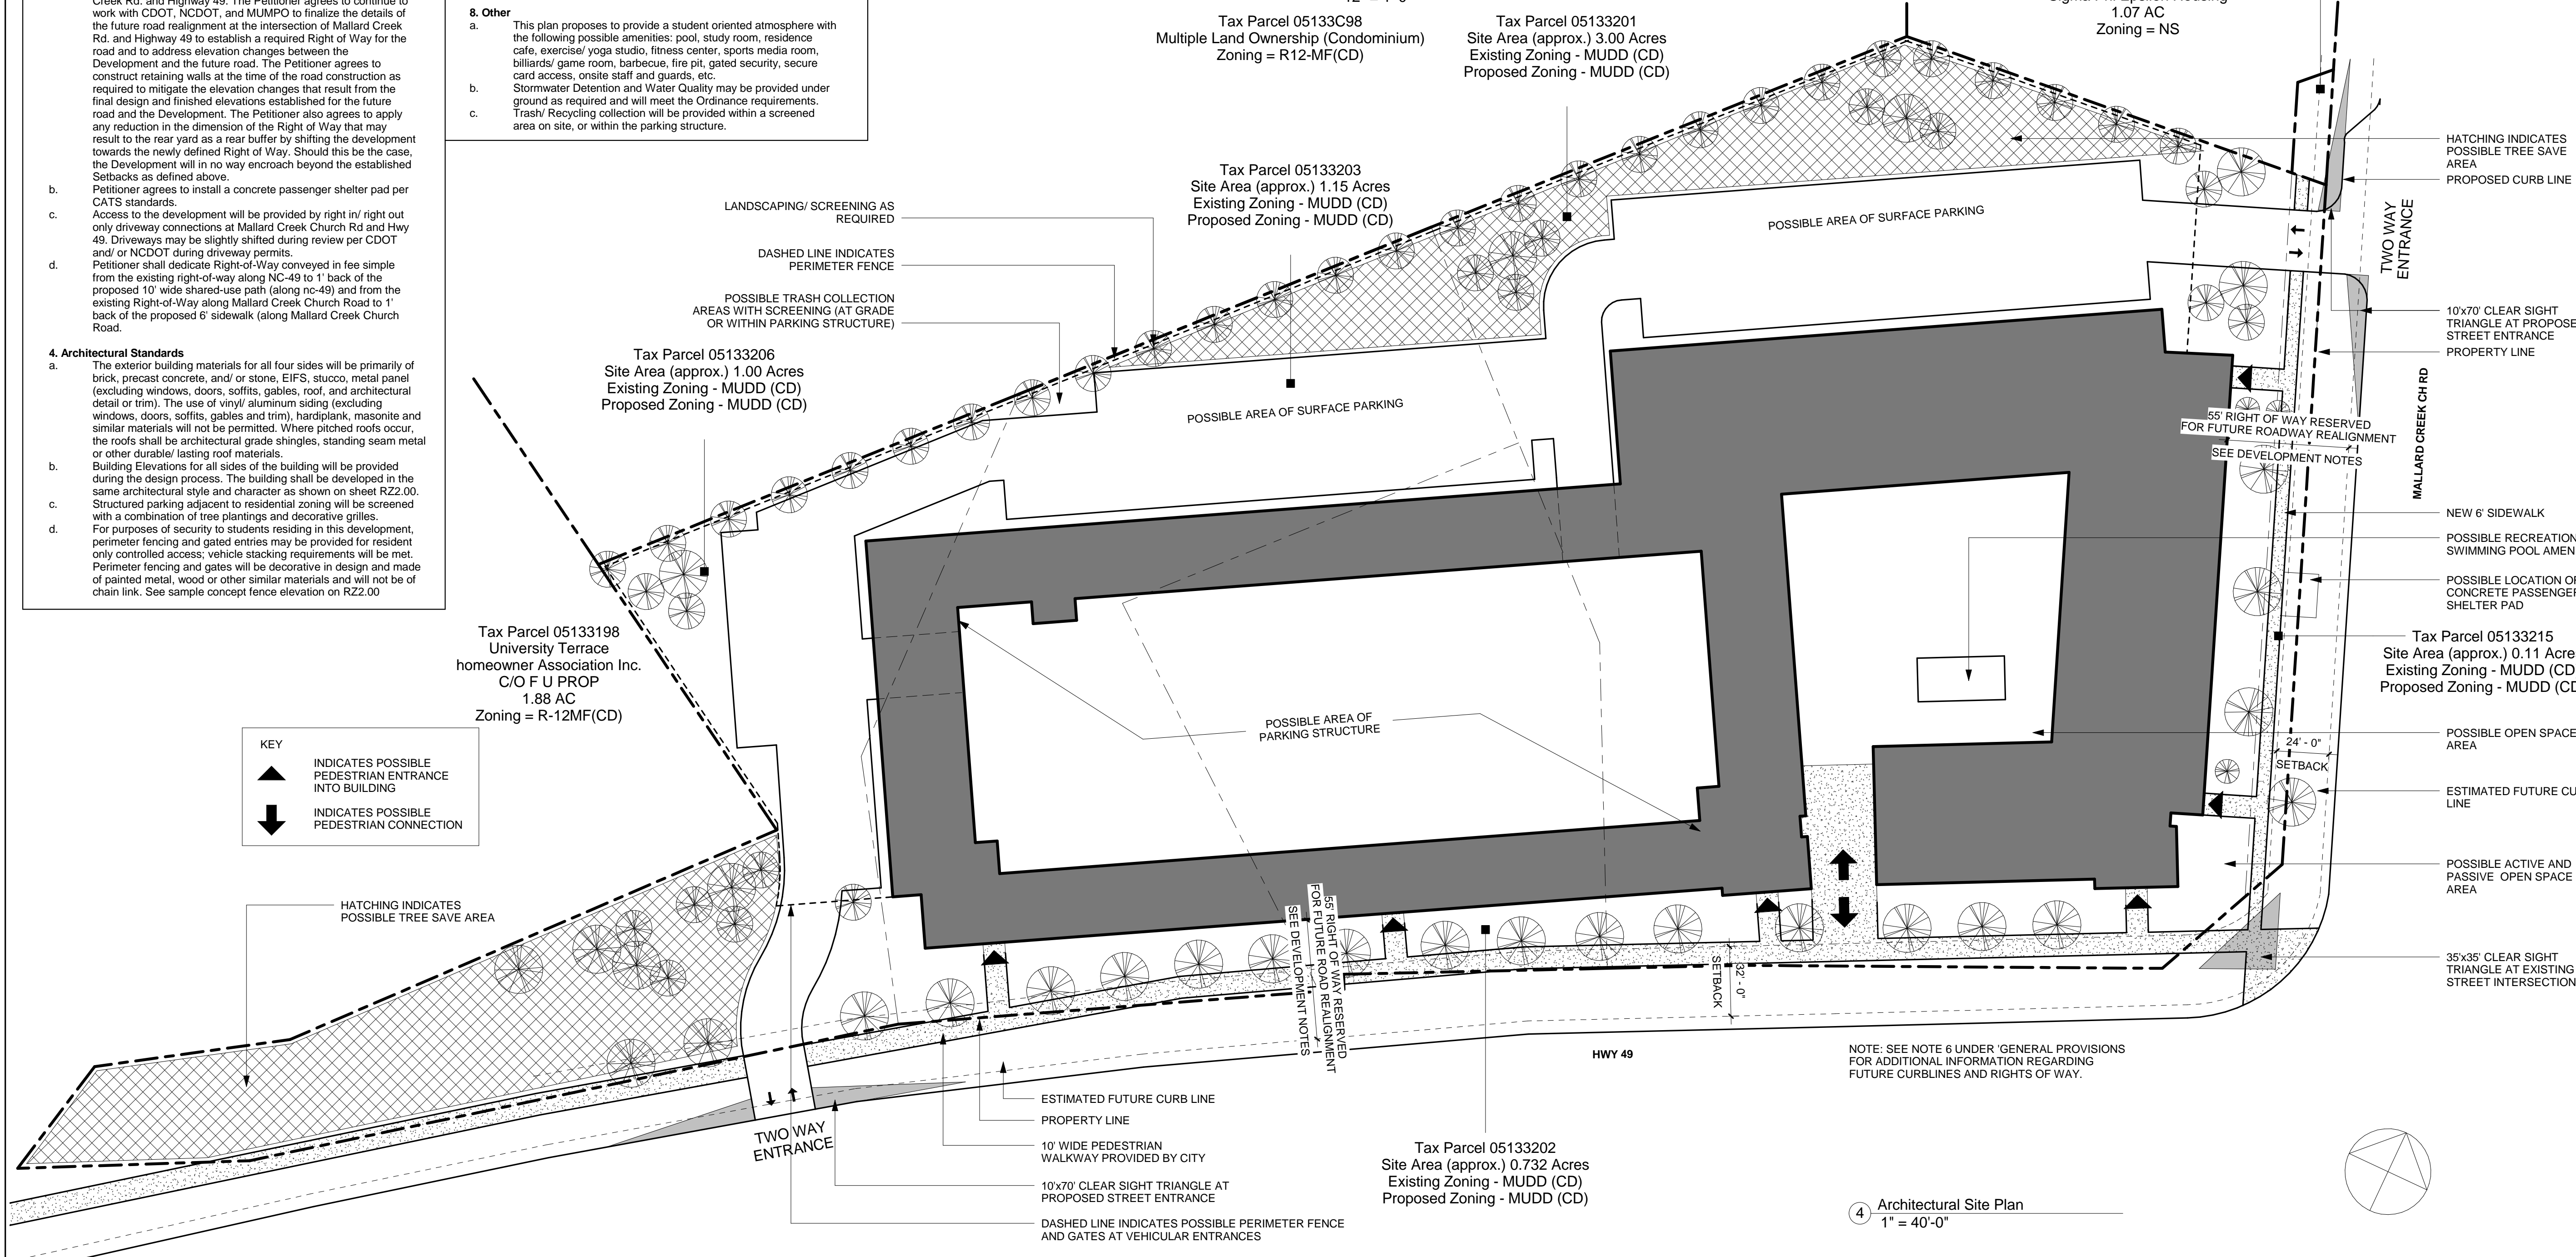 Creek Rd. and Highway 49. The Petitioner agrees to continue to
work with CDOT, NCDOT, and MUMPO to finalize the details of
the future road realignment at the intersection of Mallard Creek
Rd. and Highway 49 to establish a required Right of Way for the
road and to address elevation changes between the
Development and the future road. The Petitioner agrees to
construct retaining walls at the time of the road construction as
required to mitigate the elevation changes that result from the
final design and finished elevations established for the future
road and the Development. The Petitioner also agrees to apply
any reduction in the dimension of the Right of Way that may
result to the rear yard as a rear buffer by shifting the development
towards the newly defined Right of Way. Should this be the case,
the Development will in no way encroach beyond the established
Setbacks as defined above.
b. Petitioner agrees to install a concrete passenger shelter pad per
CATS standards.
c. Access to the development will be provided by right in/ right out
only driveway connections at Mallard Creek Church Rd and Hwy
49. Driveways may be slightly shifted during review per CDOT
and/ or NCDOT during driveway permits.
d. Petitioner shall dedicate Right-of-Way conveyed in fee simple
from the existing right-of-way along NC-49 to 1' back of the
proposed 10' wide shared-use path (along nc-49) and from the
existing Right-of-Way along Mallard Creek Church Road to 1'
back of the proposed 6' sidewalk (along Mallard Creek Church
Road.
4. Architectural Standards
a. The exterior building materials for all four sides will be primarily of
brick, precast concrete, and/ or stone, EIFS, stucco, metal panel
(excluding windows, doors, soffits, gables, roof, and architectural
detail or trim). The use of vinyl/ aluminum siding (excluding
windows, doors, soffits, gables and trim), hardiplank, masonite and
similar materials will not be permitted. Where pitched roofs occur,
the roofs shall be architectural grade shingles, standing seam metal
or other durable/ lasting roof materials.
b. Building Elevations for all sides of the building will be provided
during the design process. The building shall be developed in the
same architectural style and character as shown on sheet RZ2.00.
c. Structured parking adjacent to residential zoning will be screened
with a combination of tree plantings and decorative grilles.
d. For purposes of security to students residing in this development,
perimeter fencing and gated entries may be provided for resident
only controlled access; vehicle stacking requirements will be met.
Perimeter fencing and gates will be decorative in design and made
of painted metal, wood or other similar materials and will not be of
chain link. See sample concept fence elevation on RZ2.00
8. Other
a. This plan proposes to provide a student oriented atmosphere with
the following possible amenities: pool, study room, residence
cafe, exercise/ yoga studio, fitness center, sports media room,
billiards/ game room, barbecue, fire pit, gated security, secure
card access, onsite staff and guards, etc.
b. Stormwater Detention and Water Quality may be provided under
ground as required and will meet the Ordinance requirements.
c. Trash/ Recycling collection will be provided within a screened
area on site, or within the parking structure.
Tax Parcel 05133C98
Multiple Land Ownership (Condominium)
Zoning = R12-MF(CD)
Tax Parcel 05133201
Site Area (approx.) 3.00 Acres
Existing Zoning - MUDD (CD)
Proposed Zoning - MUDD (CD)
1.07 AC
Zoning = NS
Tax Parcel 05133203
Site Area (approx.) 1.15 Acres
Existing Zoning - MUDD (CD)
Proposed Zoning - MUDD (CD)
LANDSCAPING/ SCREENING AS
REQUIRED
DASHED LINE INDICATES
PERIMETER FENCE
POSSIBLE TRASH COLLECTION
AREAS WITH SCREENING (AT GRADE
OR WITHIN PARKING STRUCTURE)
Tax Parcel 05133206
Site Area (approx.) 1.00 Acres
Existing Zoning - MUDD (CD)
Proposed Zoning - MUDD (CD)
POSSIBLE AREA OF SURFACE PARKING
POSSIBLE AREA OF SURFACE PARKING
HATCHING INDICATES
POSSIBLE TREE SAVE
AREA
PROPOSED CURB LINE
TWO WAY
ENTRANCE
10'x70' CLEAR SIGHT
TRIANGLE AT PROPOSE
STREET ENTRANCE
PROPERTY LINE
MALLARD CREEK CH RD
55' RIGHT OF WAY RESERVED
FOR FUTURE ROADWAY REALIGNMENT
SEE DEVELOPMENT NOTES
NEW 6' SIDEWALK
POSSIBLE RECREATION
SWIMMING POOL AMEN
POSSIBLE LOCATION OF
CONCRETE PASSENGER
SHELTER PAD
Tax Parcel 05133215
Site Area (approx.) 0.11 Acre
Existing Zoning - MUDD (CD
Proposed Zoning - MUDD (CD
POSSIBLE OPEN SPACE
AREA
24' - 0"
SETBACK
ESTIMATED FUTURE CU
LINE
POSSIBLE ACTIVE AND
PASSIVE OPEN SPACE
AREA
35'x35' CLEAR SIGHT
TRIANGLE AT EXISTING
STREET INTERSECTION
Tax Parcel 05133198
University Terrace
homeowner Association Inc.
C/O F U PROP
1.88 AC
Zoning = R-12MF(CD)
KEY
INDICATES POSSIBLE
PEDESTRIAN ENTRANCE
INTO BUILDING
INDICATES POSSIBLE
PEDESTRIAN CONNECTION
POSSIBLE AREA OF
PARKING STRUCTURE
HATCHING INDICATES
POSSIBLE TREE SAVE AREA
55' RIGHT OF WAY RESERVED
FOR FUTURE ROAD REALIGNMENT
SEE DEVELOPMENT NOTES
32' - 0"
SETBACK
HWY 49
NOTE: SEE NOTE 6 UNDER 'GENERAL PROVISIONS
FOR ADDITIONAL INFORMATION REGARDING
FUTURE CURBLINES AND RIGHTS OF WAY.
TWO WAY
ENTRANCE
ESTIMATED FUTURE CURB LINE
PROPERTY LINE
10' WIDE PEDESTRIAN
WALKWAY PROVIDED BY CITY
10'x70' CLEAR SIGHT TRIANGLE AT
PROPOSED STREET ENTRANCE
DASHED LINE INDICATES POSSIBLE PERIMETER FENCE
AND GATES AT VEHICULAR ENTRANCES
Tax Parcel 05133202
Site Area (approx.) 0.732 Acres
Existing Zoning - MUDD (CD)
Proposed Zoning - MUDD (CD)
4 Architectural Site Plan
1" = 40'-0"